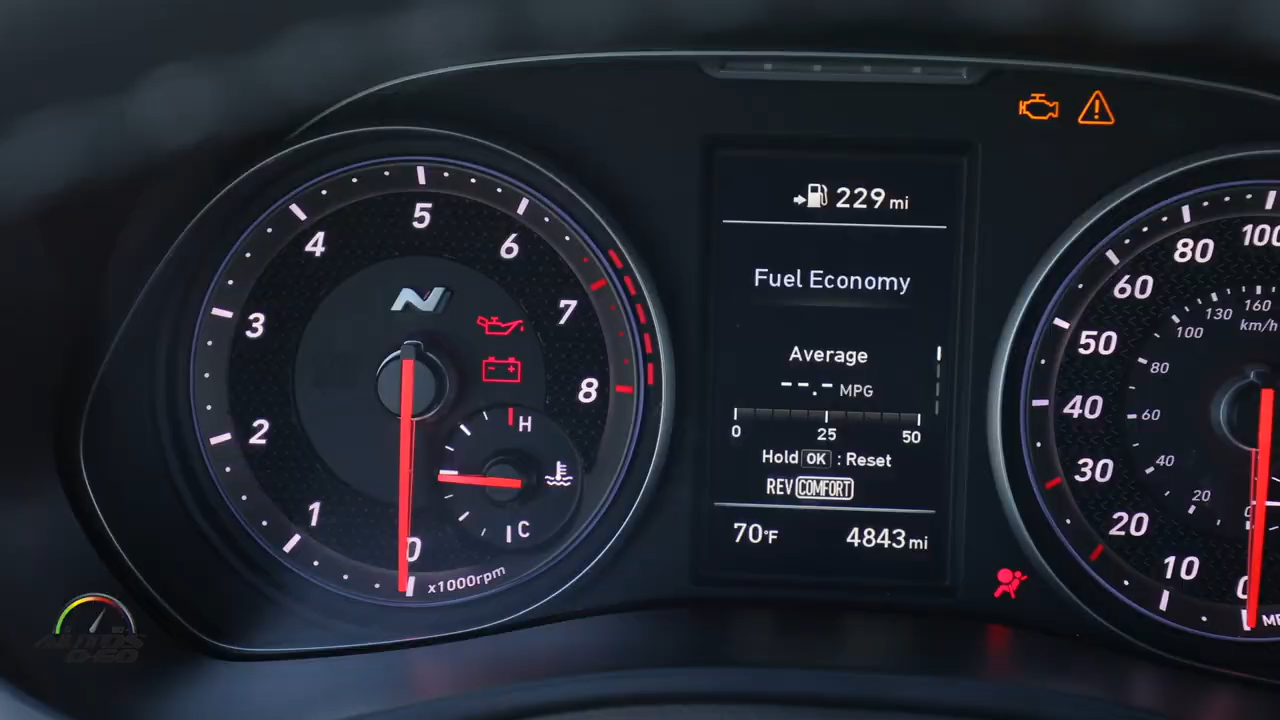 229 mi
Fuel Economy
Average
--.- MPG
0 25 50
Hold OK : Reset
REV COMFORT
70°F 4843 mi
N
0
1
2
3
4
5
6
7
8
x1000rpm
H
C
10
20
30
40
50
60
80
100
20
40
60
80
100
130
160
km/h
0
0
AUTOS